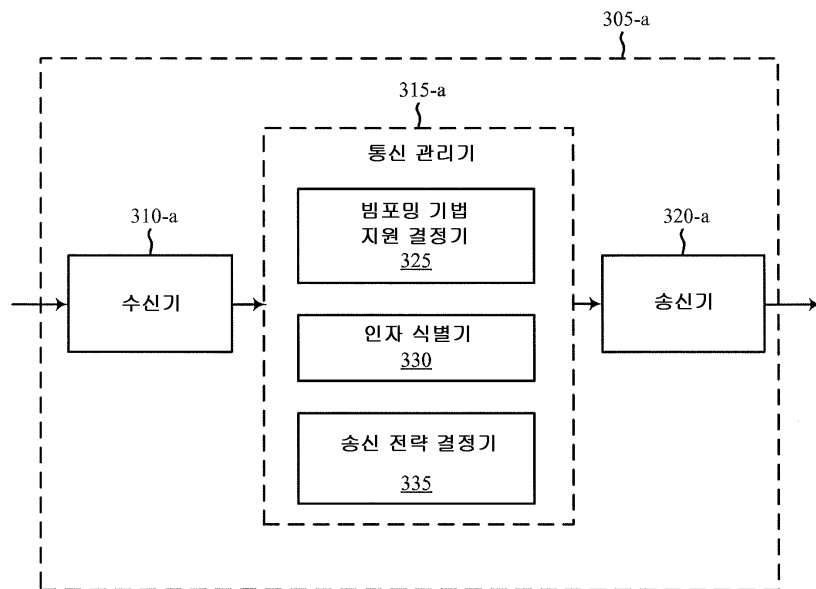 305-a
315-a
통신 관리기
310-a
수신기
빔포밍 기법
지원 결정기
325
인자 식별기
330
송신 전략 결정기
335
320-a
송신기